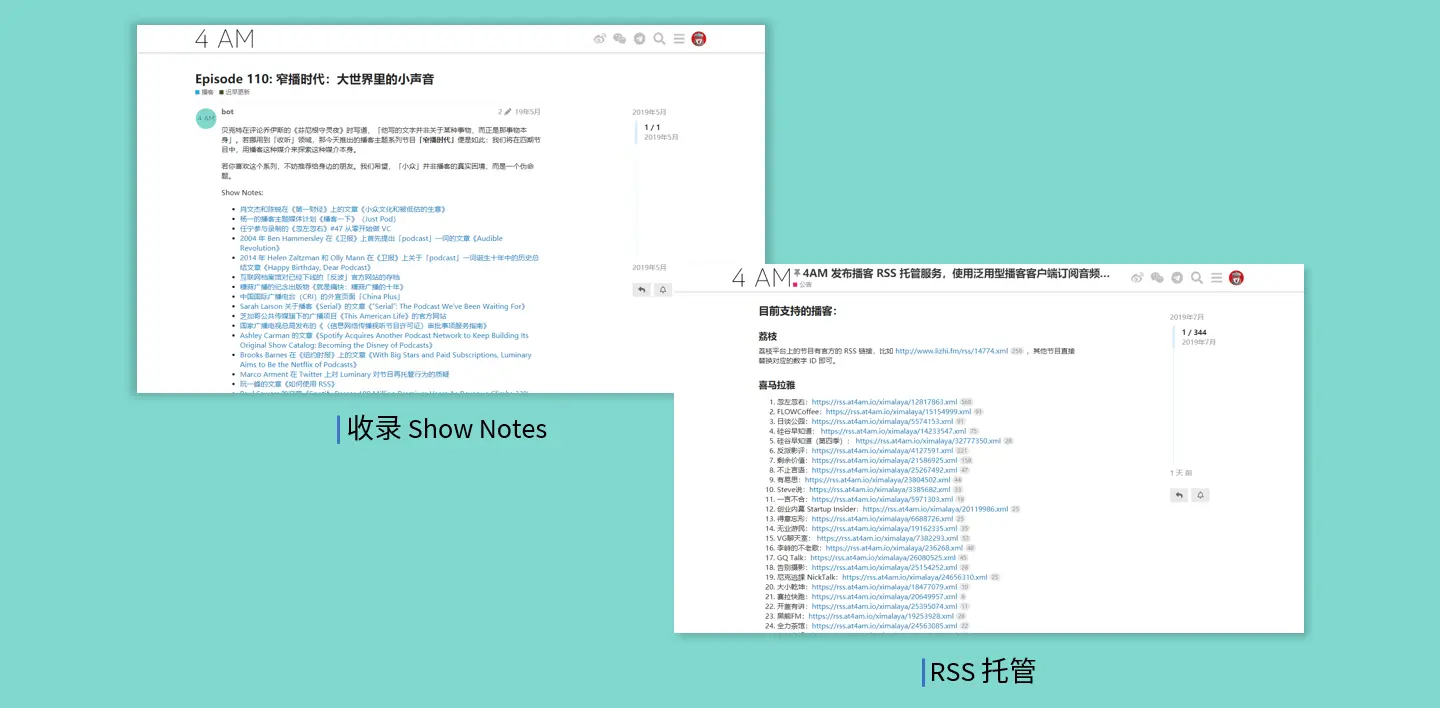 4 AM
Episode 110: 窄播时代：大世界里的小声音
播客 迟早更新
4 AM
bot
2 19年5月
贝克特在评论乔伊斯的《芬尼根守灵夜》时写道，「他写的文字并非关于某种事物，而正是那事物本
身」。若挪用到「收听」领域，那今天推出的播客主题系列节目「窄播时代」便是如此：我们将在四期节
目中，用播客这种媒介来探索这种媒介本身。
若你喜欢这个系列，不妨推荐给身边的朋友。我们希望，「小众」并非播客的真实困境，而是一个伪命
题。
Show Notes:
肖文杰和陈锐在《第一财经》上的文章《小众文化和被低估的生意》
杨一的播客主题媒体计划《播客一下》（Just Pod）
任宁参与录制的《忽左忽右》#47 从零开始做 VC
2004 年 Ben Hammersley 在《卫报》上首先提出「podcast」一词的文章《Audible
Revolution》
2014 年 Helen Zaltzman 和 Olly Mann 在《卫报》上关于「podcast」一词诞生十年中的历史总
结文章《Happy Birthday, Dear Podcast》
互联网档案馆对已经下线的「反波」官方网站的存档
糖蒜广播的纪念出版物《就是痛快：糖蒜广播的十年》
中国国际广播电台（CRI）的外宣页面「China Plus」
Sarah Larson 关于播客《Serial》的文章《"Serial": The Podcast We've Been Waiting For》
芝加哥公共传媒旗下的广播项目《This American Life》的官方网站
国家广播电视总局发布的《（信息网络传播视听节目许可证）审批事项服务指南》
Ashley Carman 的文章《Spotify Acquires Another Podcast Network to Keep Building Its
Original Show Catalog: Becoming the Disney of Podcasts》
Brooks Barnes 在《纽约时报》上的文章《With Big Stars and Paid Subscriptions, Luminary
Aims to Be the Netflix of Podcasts》
Marco Arment 在 Twitter 上对 Luminary 对节目再托管行为的质疑
阮一峰的文章《如何使用 RSS》
2019年5月
1 / 1
2019年5月
2019年5月
收录 Show Notes
4 AM
4AM 发布播客 RSS 托管服务，使用泛用型播客客户端订阅音频...
公告
目前支持的播客：
荔枝
荔枝平台上的节目有官方的 RSS 链接，比如 http://www.lizhi.fm/rss/14774.xml 256 ，其他节目直接
替换对应的数字 ID 即可。
喜马拉雅
1. 忽左忽右：https://rss.at4am.io/ximalaya/12817863.xml 568
2. FLOWCoffee：https://rss.at4am.io/ximalaya/15154999.xml 91
3. 日谈公园：https://rss.at4am.io/ximalaya/5574153.xml 91
4. 硅谷早知道：https://rss.at4am.io/ximalaya/14233547.xml 75
5. 硅谷早知道（第四季）：https://rss.at4am.io/ximalaya/32777350.xml 28
6. 反派影评：https://rss.at4am.io/ximalaya/4127591.xml 221
7. 剩余价值：https://rss.at4am.io/ximalaya/21586925.xml 158
8. 不止言语：https://rss.at4am.io/ximalaya/25267492.xml 47
9. 有易思：https://rss.at4am.io/ximalaya/23804502.xml 44
10. Steve说：https://rss.at4am.io/ximalaya/3385682.xml 33
11. 一言不合：https://rss.at4am.io/ximalaya/5971303.xml 19
12. 创业内幕 Startup Insider：https://rss.at4am.io/ximalaya/20119986.xml 25
13. 得意忘形：https://rss.at4am.io/ximalaya/6688726.xml 25
14. 无业游民：https://rss.at4am.io/ximalaya/19162335.xml 35
15. VG聊天室：https://rss.at4am.io/ximalaya/7382293.xml 53
16. 李峙的不老歌：https://rss.at4am.io/ximalaya/236268.xml 48
17. GQ Talk：https://rss.at4am.io/ximalaya/26080525.xml 45
18. 告别摄影：https://rss.at4am.io/ximalaya/25154252.xml 28
19. 尼克逃課 NickTalk：https://rss.at4am.io/ximalaya/24656310.xml 25
20. 大小乾坤：https://rss.at4am.io/ximalaya/18477079.xml 10
21. 赛拉快跑：https://rss.at4am.io/ximalaya/20649957.xml 8
22. 开盖有讲：https://rss.at4am.io/ximalaya/25395074.xml 11
23. 黑熊FM：https://rss.at4am.io/ximalaya/19253928.xml 28
24. 全力茶馆：https://rss.at4am.io/ximalaya/24563085.xml 22
2019年7月
1 / 344
2019年7月
1 天 前
RSS 托管